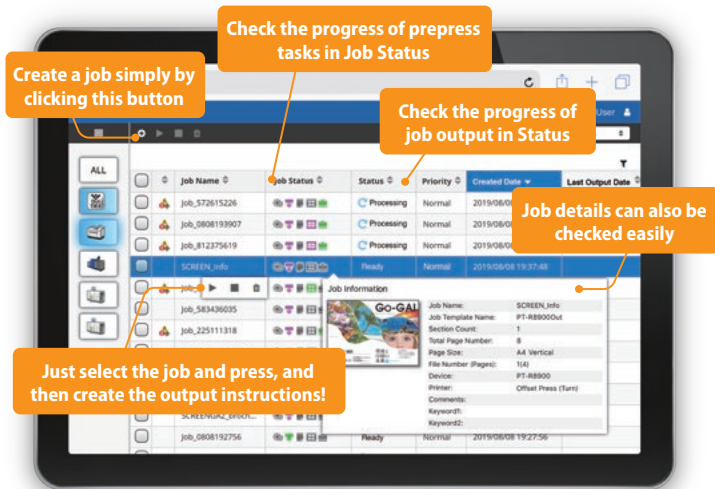 Check the progress of prepress
tasks in Job Status
Create a job simply by
clicking this button
Check the progress of
job output in Status
User
ALL
Job Name
Job Status
Status
Priority
Created Date
Last Output Date
Job_572615226 Processing Normal 2019/08/0
Job_0808193907 Processing Normal 2019/08/0
Job_812375619 Processing Normal 2019/08/0
Job details can also be
checked easily
SCREEN_Info Ready Normal 2019/08/08 19:37:48
Job Information
Job_583436035
Job_225111318
GO-GA
Job Name: SCREEN_Info
Job Template Name: PT-R8900Out
Section Count: 1
Total Page Number: 8
Page Size: A4 Vertical
File Number (Pages): 1(4)
Device: PT-R8900
Printer: Offset Press (Turn)
Comments:
Keyword1:
Keyword2:
Just select the job and press, and
then create the output instructions!
SCREENGA2_broch...
Job_0808192756 Ready Normal 2019/08/08 19:27:56